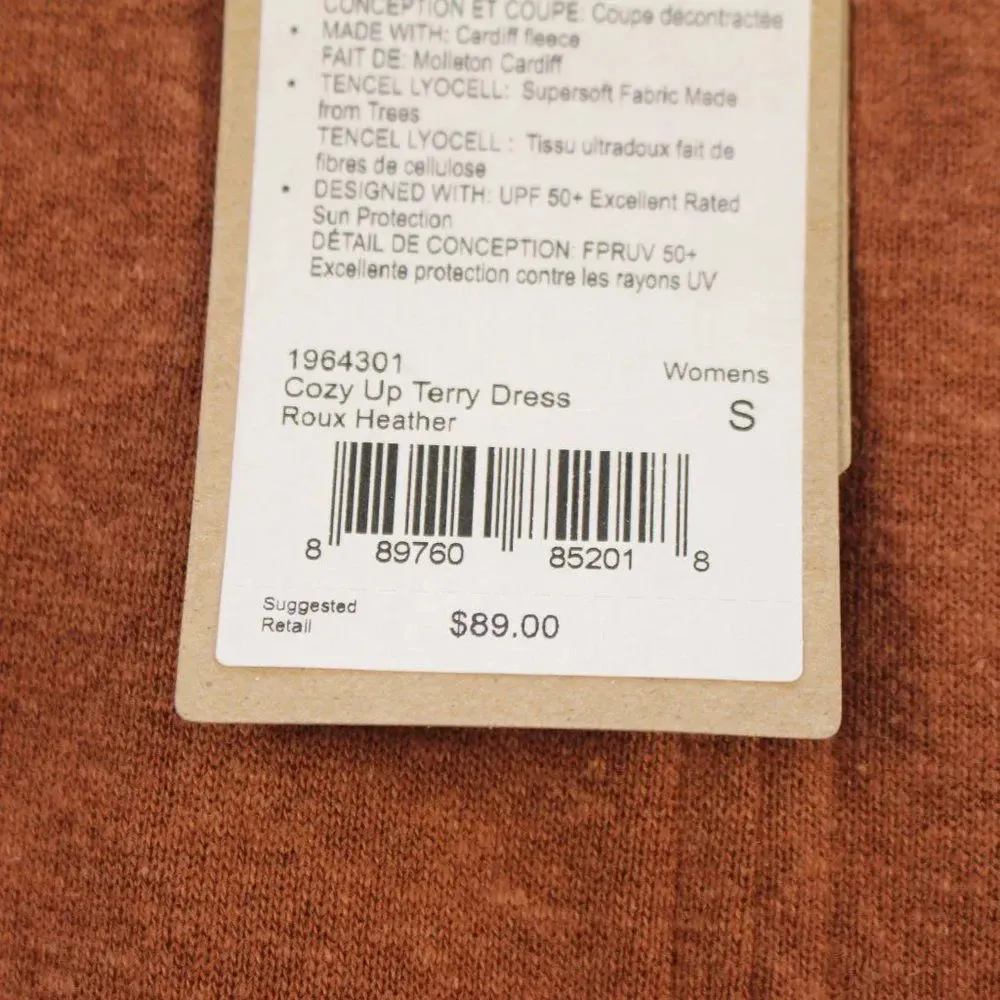 CONCEPTION ET COUPE: Coupe décontractée
• MADE WITH: Cardiff fleece
FAIT DE: Molleton Cardiff
• TENCEL LYOCELL: Supersoft Fabric Made
from Trees
TENCEL LYOCELL : Tissu ultradoux fait de
fibres de cellulose
• DESIGNED WITH: UPF 50+ Excellent Rated
Sun Protection
DÉTAIL DE CONCEPTION: FPRUV 50+
Excellente protection contre les rayons UV
1964301
Womens
Cozy Up Terry Dress
Roux Heather
S
8 89760 85201 8
Suggested
Retail
$89.00